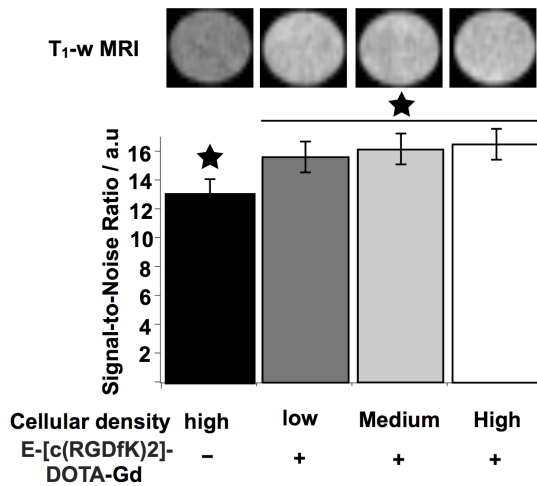 T₁-w MRI
Signal-to-Noise Ratio / a.u
16
14
12
10
8
6
4
2
Cellular density high low Medium High
E-[c(RGDfK)2]-
DOTA-Gd − + + +